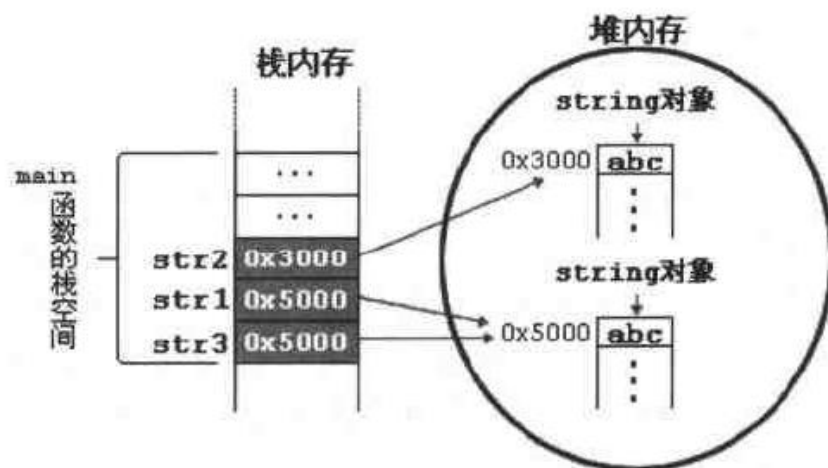 栈内存
堆内存
string对象
0x3000 abc
main
函数的栈空间
...
...
str2 0x3000
str1 0x5000
str3 0x5000
string对象
0x5000 abc